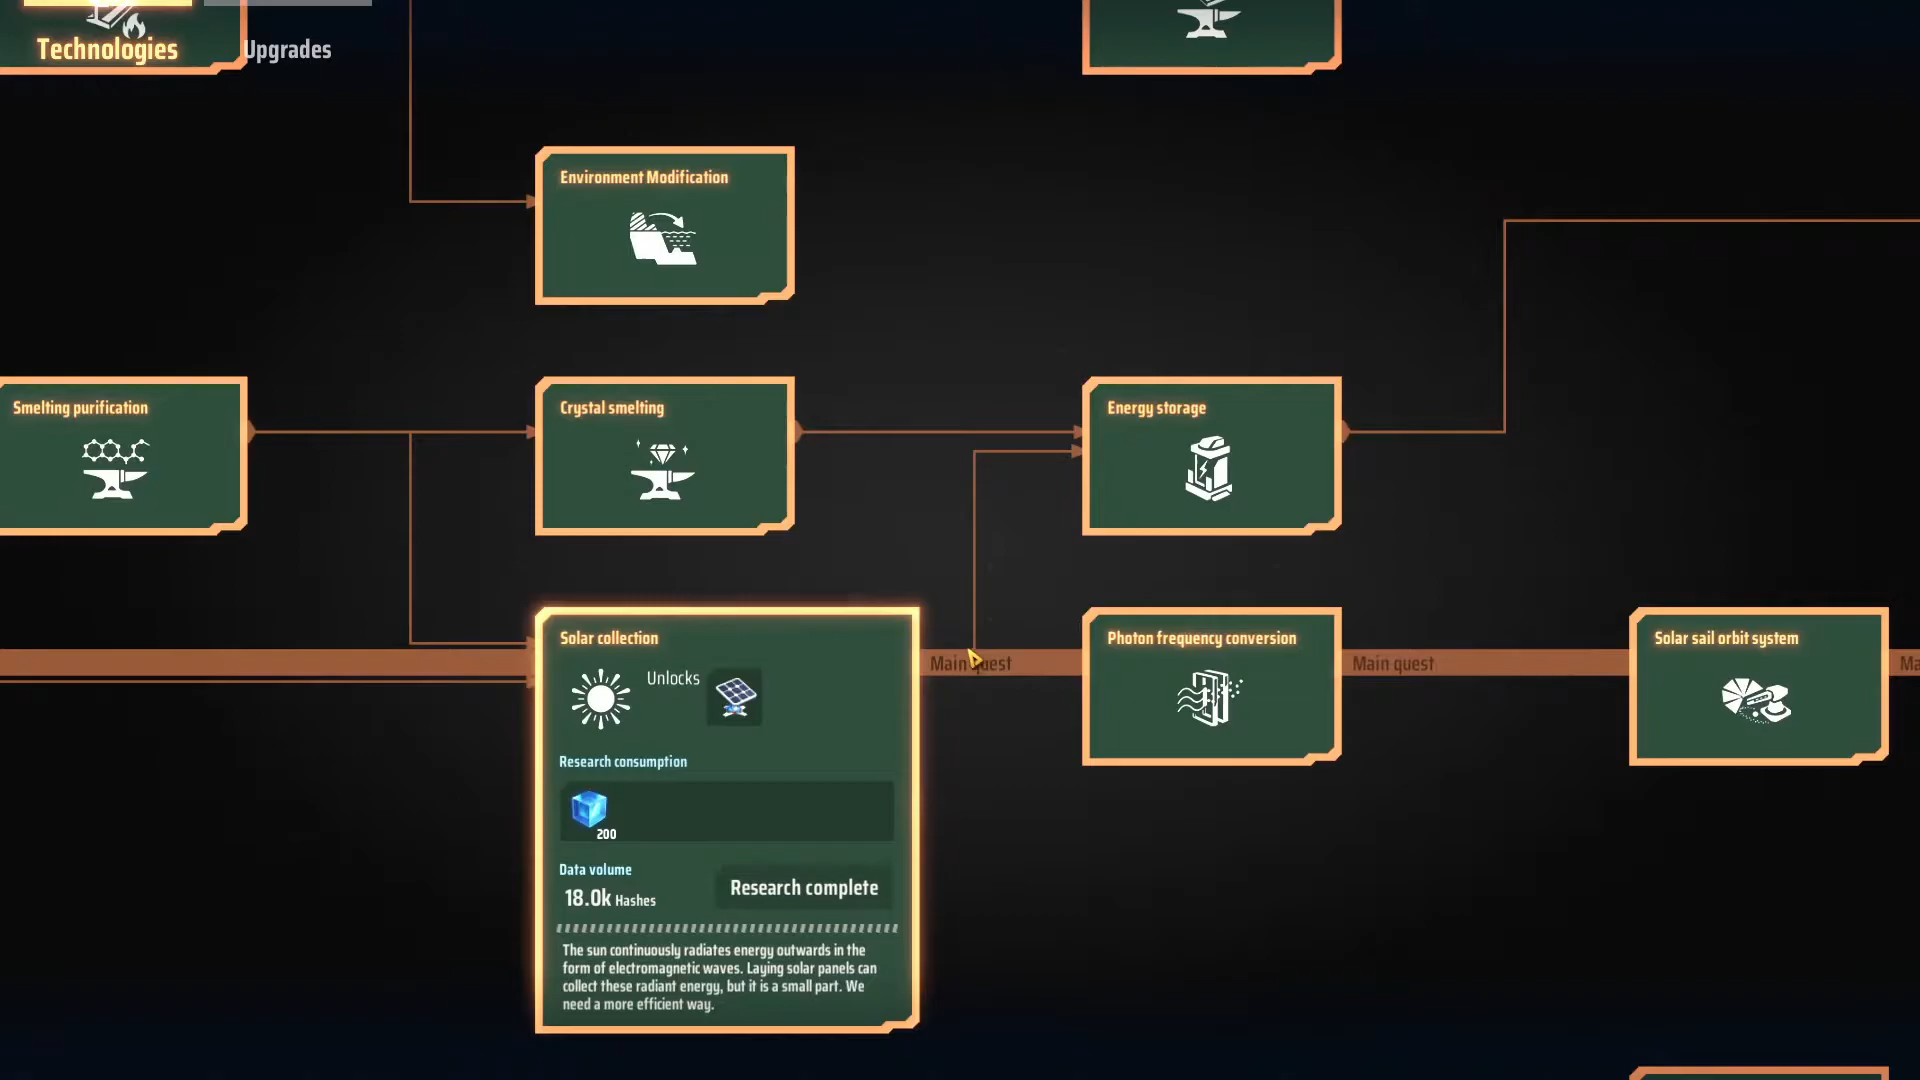 Technologies
Upgrades
Environment Modification
Smelting purification
Crystal smelting
Energy storage
Solar collection
Unlocks
Research consumption
200
Data volume
18.0k Hashes
Research complete
The sun continuously radiates energy outwards in the
form of electromagnetic waves. Laying solar panels can
collect these radiant energy, but it is a small part. We
need a more efficient way.
Main quest
Photon frequency conversion
Main quest
Solar sail orbit system
Ma